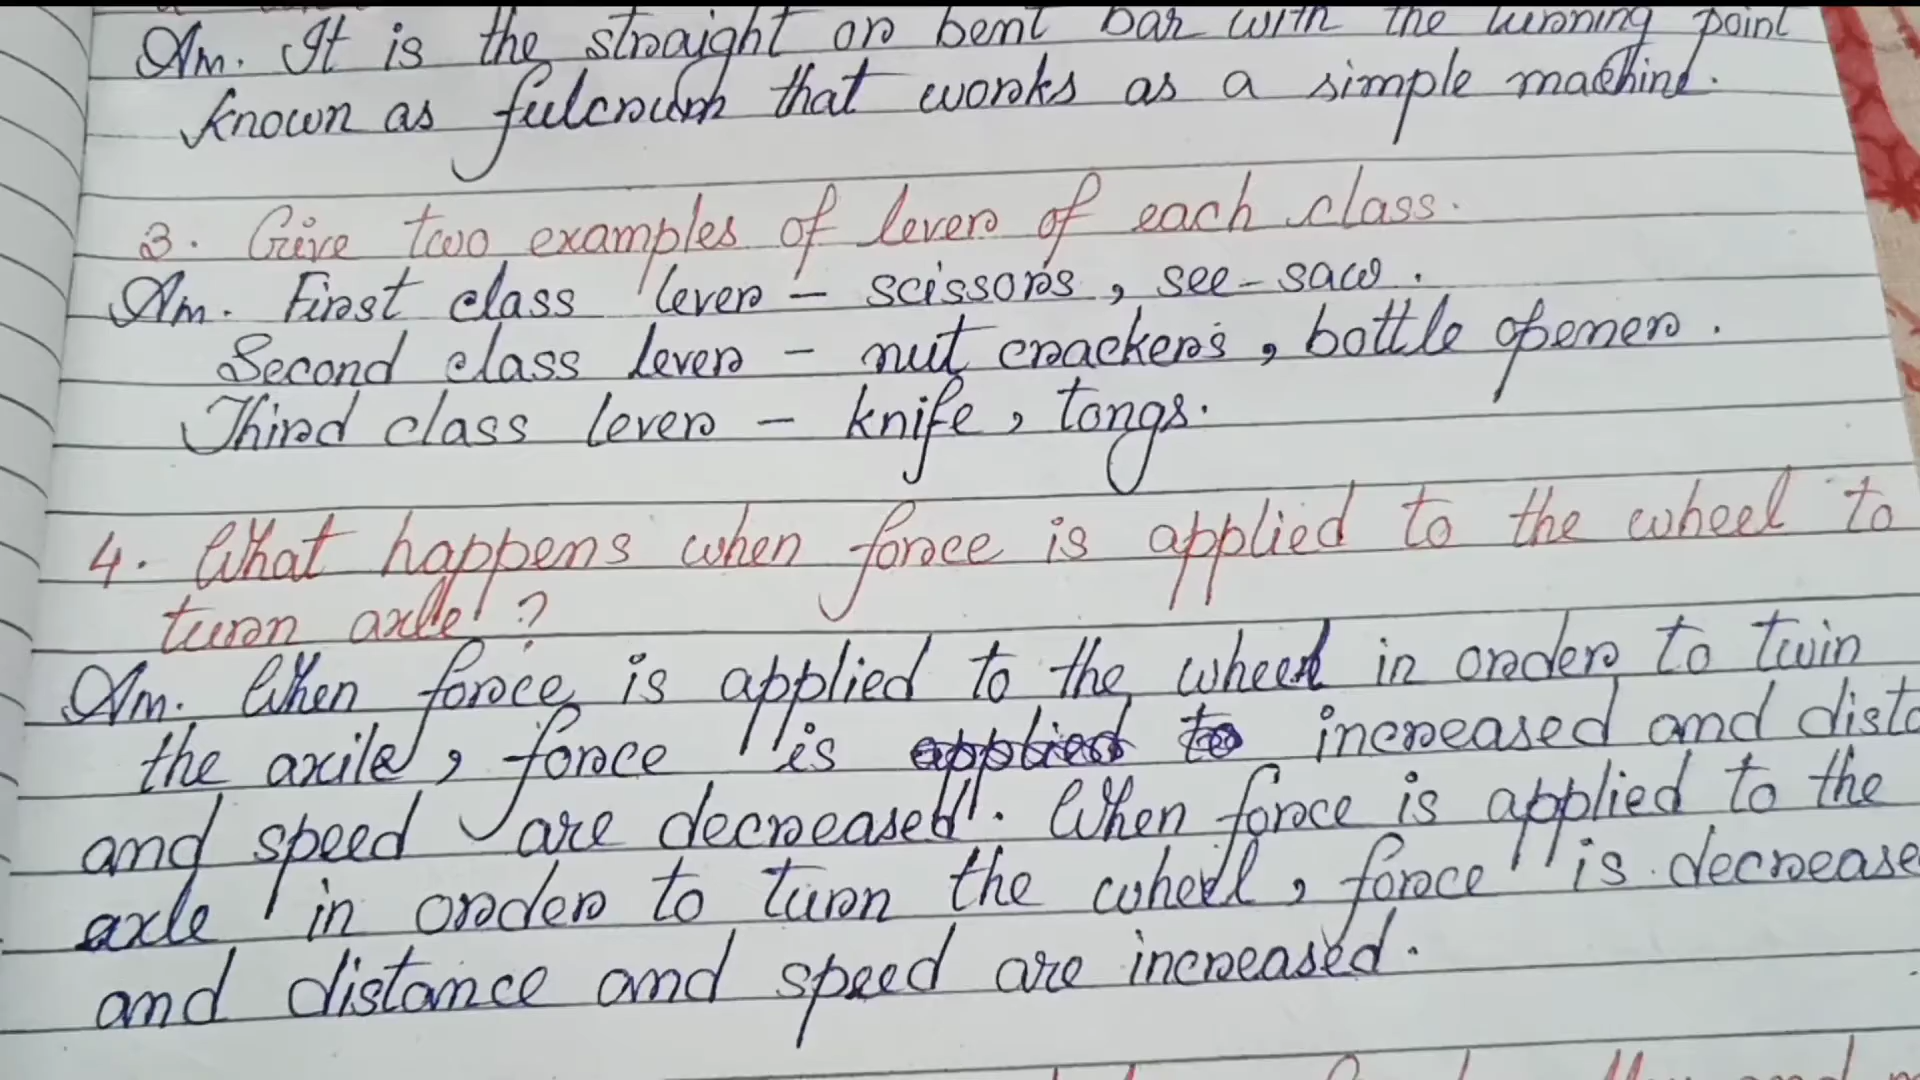 Ans. It is the straight or bent bar with the turning point
known as fulcrum that works as a simple machine.
3. Give two examples of lever of each class.
Ans. First class lever – scissors, see-saw.
Second class lever – nut crackers, bottle opener.
Third class lever – knife, tongs.
4. What happens when force is applied to the wheel to
turn axle?
Ans. When force is applied to the wheel in order to twin
the axile, force is applied to increased and dista
and speed are decreased. When force is applied to the
axle in order to turn the wheel, force is decrease
and distance and speed are increased.